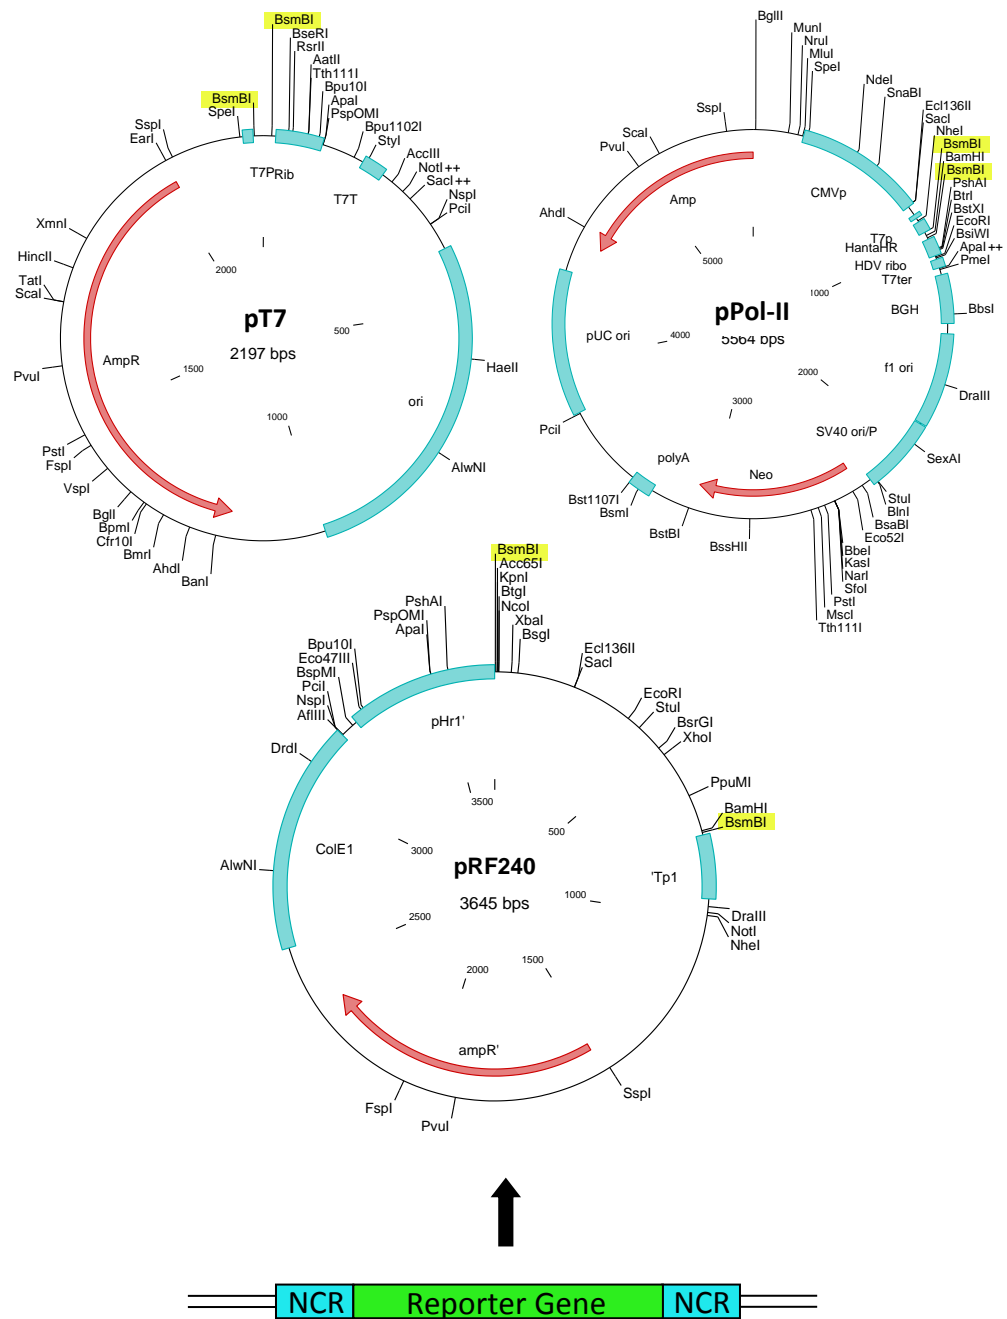 BsmBI
BseRI
RsrII
AatII
Tth111I
Bpu10I
ApaI
PspOMI
Bpu1102I
StyI
AccIII
NotI++
SacI++
NspI
PciI
BsmBI
SpeI
SspI
EarI
XmnI
HincII
TatI
ScaI
PvuI
PstI
FspI
VspI
BglI
BpmI
Cfr10I
BmrI
AhdI
BanI
HaeII
AlwNI
T7PRib
T7T
AmpR
ori
2000
500
1500
1000
pT7
2197 bps
BglII
MunI
NruI
MluI
SpeI
NdeI
SnaBI
Ecl136II
SacI
NheI
BsmBI
BamHI
BsmBI
PshAI
BtrI
BstXI
EcoRI
BsiWI
ApaI++
PmeI
BbsI
DraIII
SexAI
StuI
BlnI
BsaBI
Eco52I
BbeI
KasI
NarI
SfoI
PstI
MscI
Tth111I
BssHII
BstBI
BsmI
Bst1107I
PciI
AhdI
PvuI
ScaI
SspI
Amp
CMVp
T7p
HantaHR
HDV ribo
T7ter
BGH
f1 ori
SV40 ori/P
Neo
polyA
pUC ori
5000
1000
4000
2000
3000
pPol-II
5564 bps
BsmBI
Acc65I
KpnI
BtgI
NcoI
XbaI
BsgI
Ecl136II
SacI
EcoRI
StuI
BsrGI
XhoI
PpuMI
BamHI
BsmBI
DraIII
NotI
NheI
SspI
PvuI
FspI
AlwNI
DrdI
AflIII
NspI
PciI
BspMI
Eco47III
Bpu10I
ApaI
PspOMI
PshAI
pHr1'
ColE1
'Tp1
ampR'
3500
500
3000
1000
2500
2000
1500
pRF240
3645 bps
NCR Reporter Gene NCR